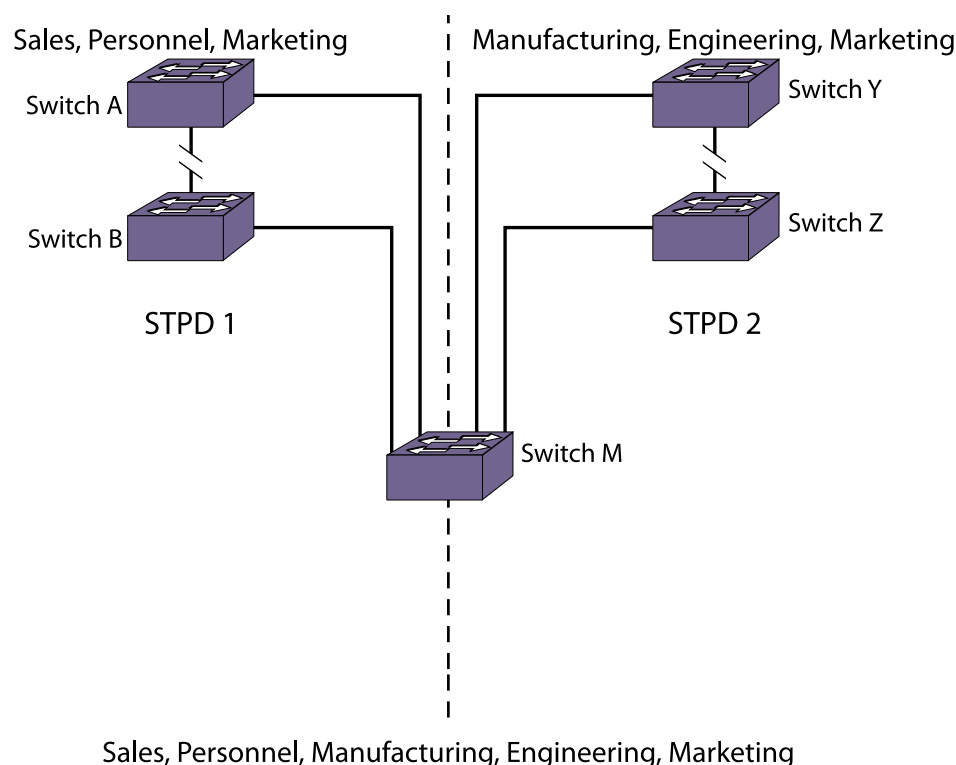 Sales, Personnel, Marketing
Manufacturing, Engineering, Marketing
Switch A
Switch Y
Switch B
Switch Z
STPD 1
STPD 2
Switch M
Sales, Personnel, Manufacturing, Engineering, Marketing